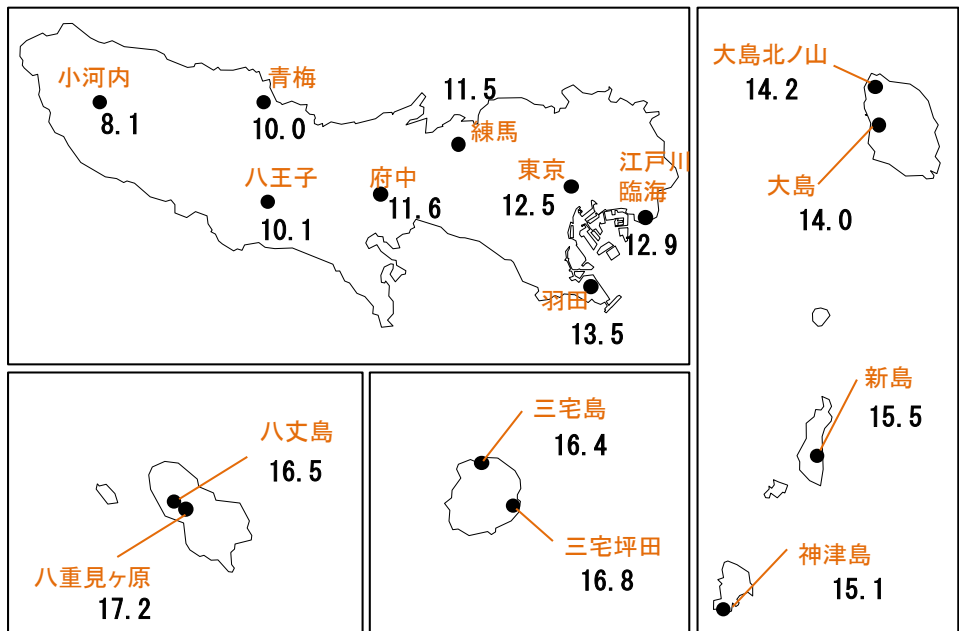 小河内
8.1
青梅
10.0
11.5
練馬
八王子
10.1
府中
11.6
東京
12.5
江戸川
臨海
12.9
羽田
13.5
大島北ノ山
14.2
大島
14.0
新島
15.5
神津島
15.1
八丈島
16.5
八重見ヶ原
17.2
三宅島
16.4
三宅坪田
16.8